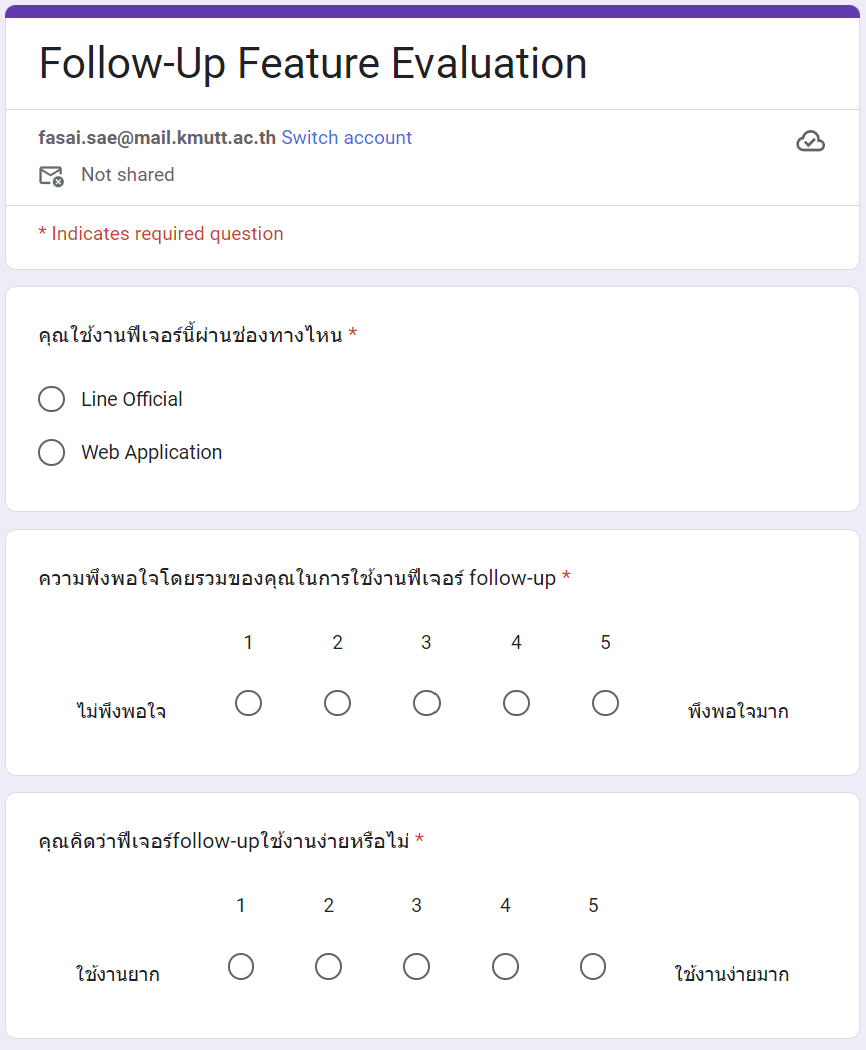 Follow-Up Feature Evaluation
fasai.sae@mail.kmutt.ac.th Switch account
Not shared
* Indicates required question
คุณใช้งานฟีเจอร์นี้ผ่านช่องทางไหน *
Line Official
Web Application
ความพึงพอใจโดยรวมของคุณในการใช้งานฟีเจอร์ follow-up *
1 2 3 4 5
ไม่พึงพอใจ พึงพอใจมาก
คุณคิดว่าฟีเจอร์follow-upใช้งานง่ายหรือไม่ *
1 2 3 4 5
ใช้งานยาก ใช้งานง่ายมาก